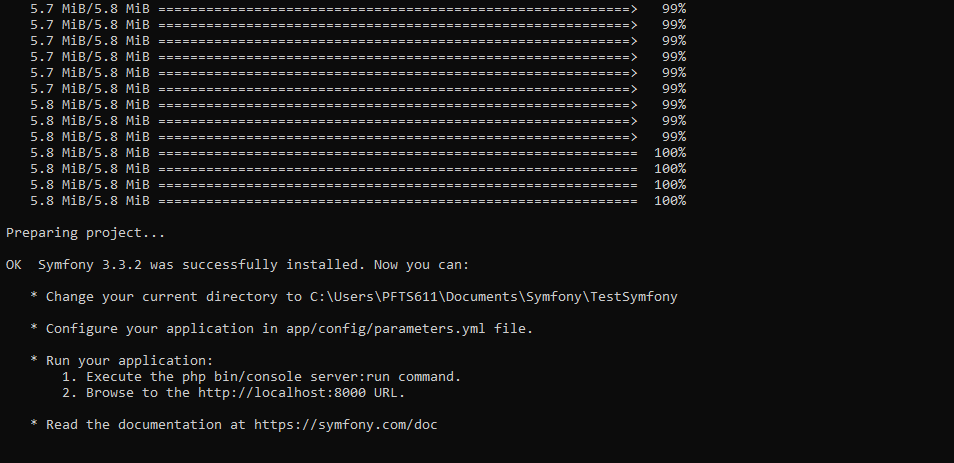 5.7 MiB/5.8 MiB ===========================================================>   99%
5.7 MiB/5.8 MiB ===========================================================>   99%
5.7 MiB/5.8 MiB ===========================================================>   99%
5.7 MiB/5.8 MiB ===========================================================>   99%
5.7 MiB/5.8 MiB ===========================================================>   99%
5.7 MiB/5.8 MiB ===========================================================>   99%
5.8 MiB/5.8 MiB ===========================================================>   99%
5.8 MiB/5.8 MiB ===========================================================>   99%
5.8 MiB/5.8 MiB ===========================================================>   99%
5.8 MiB/5.8 MiB ============================================================  100%
5.8 MiB/5.8 MiB ============================================================  100%
5.8 MiB/5.8 MiB ============================================================  100%
5.8 MiB/5.8 MiB ============================================================  100%
Preparing project...
OK  Symfony 3.3.2 was successfully installed. Now you can:
* Change your current directory to C:\Users\PFTS611\Documents\Symfony\TestSymfony
* Configure your application in app/config/parameters.yml file.
* Run your application:
1. Execute the php bin/console server:run command.
2. Browse to the http://localhost:8000 URL.
* Read the documentation at https://symfony.com/doc